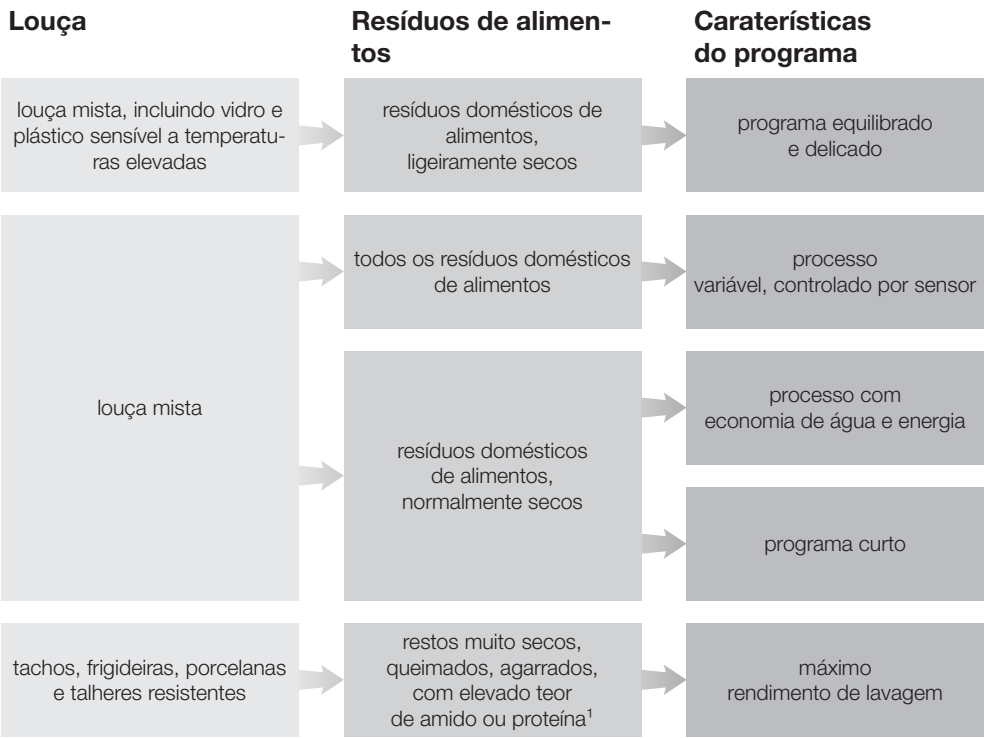 Louça
Resíduos de alimen-
tos
Caraterísticas
do programa
louça mista, incluindo vidro e
plástico sensível a temperatu-
ras elevadas
resíduos domésticos de
alimentos,
ligeiramente secos
programa equilibrado
e delicado
louça mista
todos os resíduos domésticos
de alimentos
processo
variável, controlado por sensor
resíduos domésticos
de alimentos,
normalmente secos
processo com
economia de água e energia
programa curto
tachos, frigideiras, porcelanas
e talheres resistentes
restos muito secos,
queimados, agarrados,
com elevado teor
de amido ou proteína¹
máximo
rendimento de lavagem